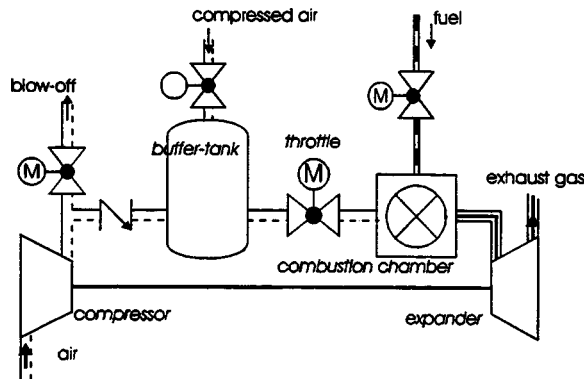 compressed air
fuel
blow-off
M
M
buffer-tank
throttle
M
exhaust gas
combustion chamber
compressor
expander
air